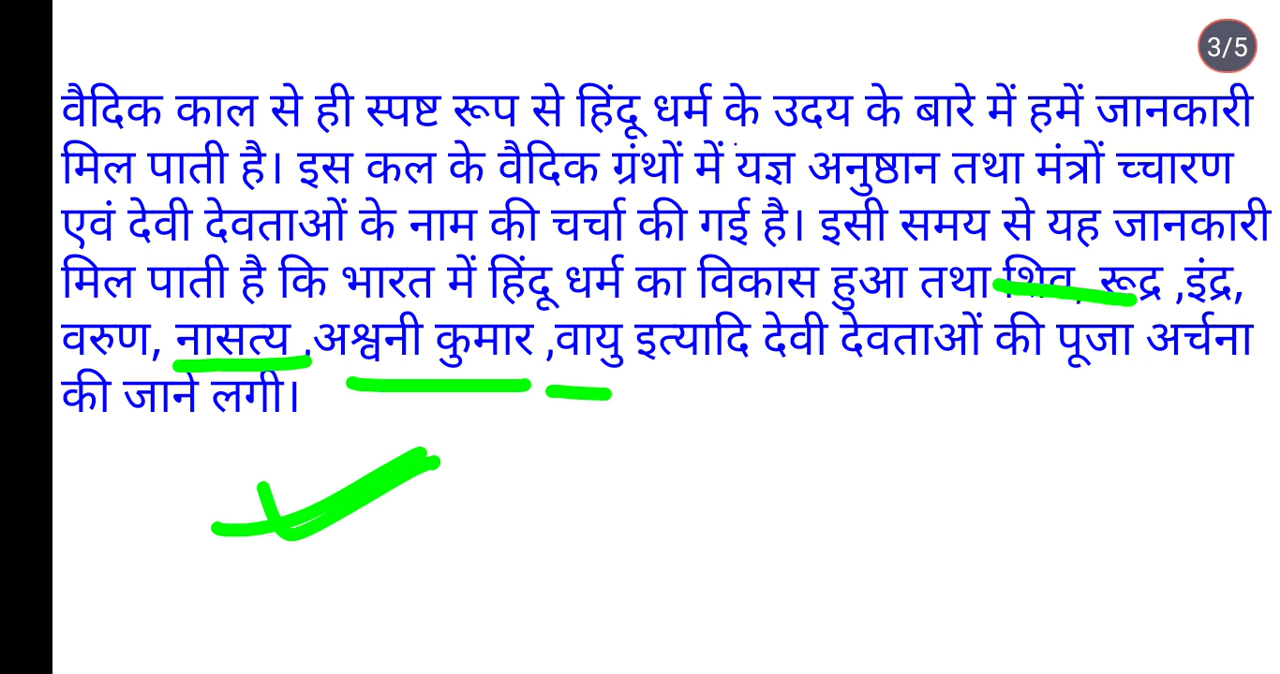 3/5
वैदिक काल से ही स्पष्ट रूप से हिंदू धर्म के उदय के बारे में हमें जानकारी
मिल पाती है। इस कल के वैदिक ग्रंथों में यज्ञ अनुष्ठान तथा मंत्रों च्चारण
एवं देवी देवताओं के नाम की चर्चा की गई है। इसी समय से यह जानकारी
मिल पाती है कि भारत में हिंदू धर्म का विकास हुआ तथा शिव, रूद्र ,इंद्र,
वरुण, नासत्य ,अश्वनी कुमार ,वायु इत्यादि देवी देवताओं की पूजा अर्चना
की जाने लगी।